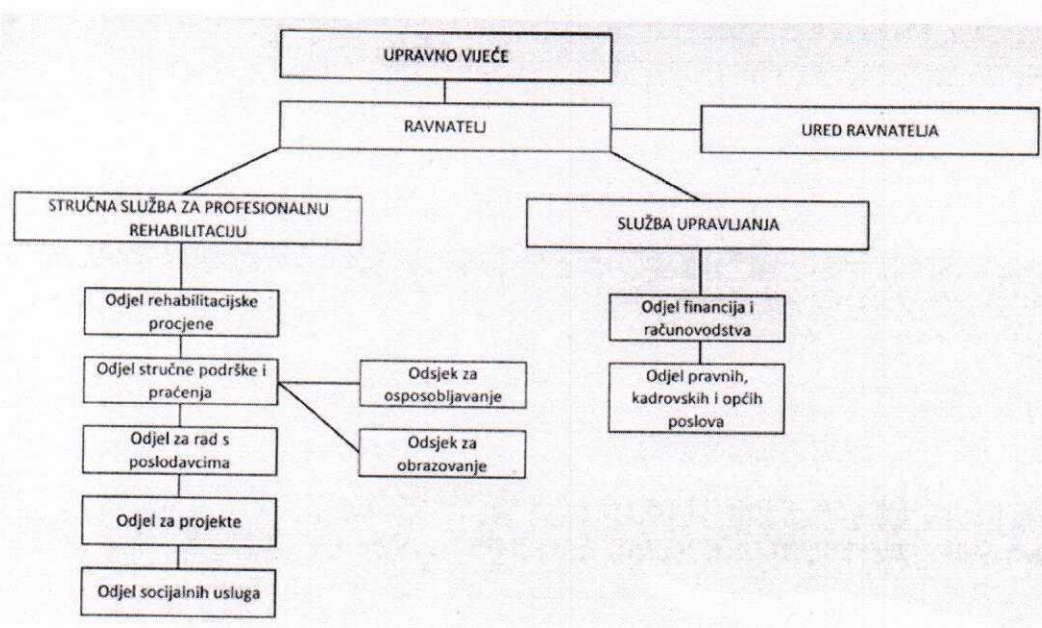 UPRAVNO VIJEĆE
RAVNATELJ
URED RAVNATELJA
STRUČNA SLUŽBA ZA PROFESIONALNU
REHABILITACIJU
SLUŽBA UPRAVLJANJA
Odjel rehabilitacijske
procjene
Odjel stručne podrške i
praćenja
Odsjek za
osposobljavanje
Odsjek za
obrazovanje
Odjel za rad s
poslodavcima
Odjel za projekte
Odjel socijalnih usluga
Odjel financija i
računovodstva
Odjel pravnih,
kadrovskih i općih
poslova